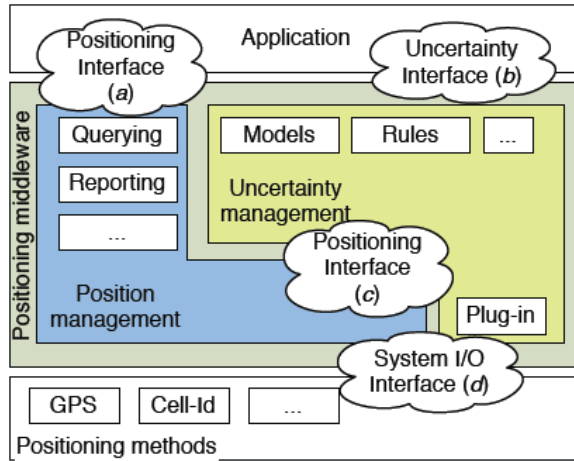 Positioning
Interface
(a)
Application
Uncertainty
Interface (b)
Positioning middleware
Querying
Reporting
...
Position
management
Models
Rules
...
Uncertainty
management
Positioning
Interface
(c)
Plug-in
System I/O
Interface (d)
GPS
Cell-Id
...
Positioning methods